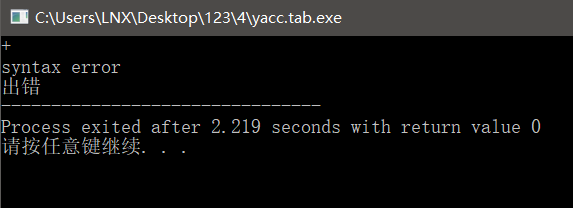 C:\Users\LNX\Desktop\123\4\yacc.tab.exe
+
syntax error
出错
--------------------------------
Process exited after 2.219 seconds with return value 0
请按任意键继续. . .